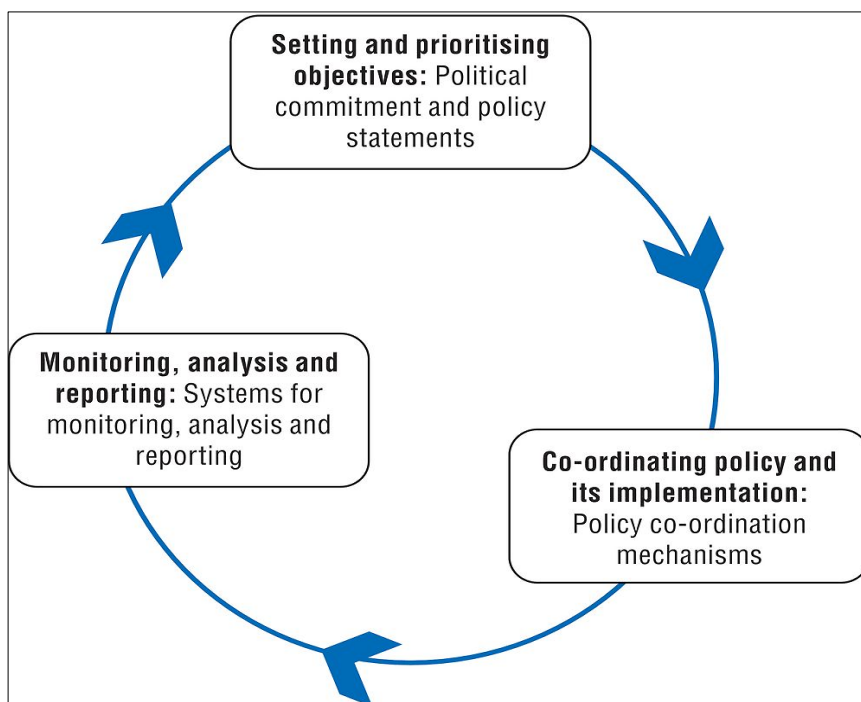 Setting and prioritising
objectives: Political
commitment and policy
statements
Monitoring, analysis and
reporting: Systems for
monitoring, analysis and
reporting
Co-ordinating policy and
its implementation:
Policy co-ordination
mechanisms